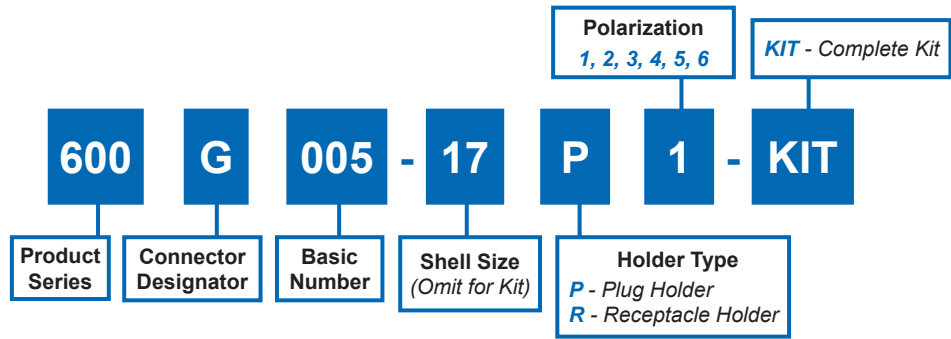 Polarization
1, 2, 3, 4, 5, 6
KIT - Complete Kit
600 G 005 - 17 P 1 - KIT
Product
Series
Connector
Designator
Basic
Number
Shell Size
(Omit for Kit)
Holder Type
P - Plug Holder
R - Receptacle Holder